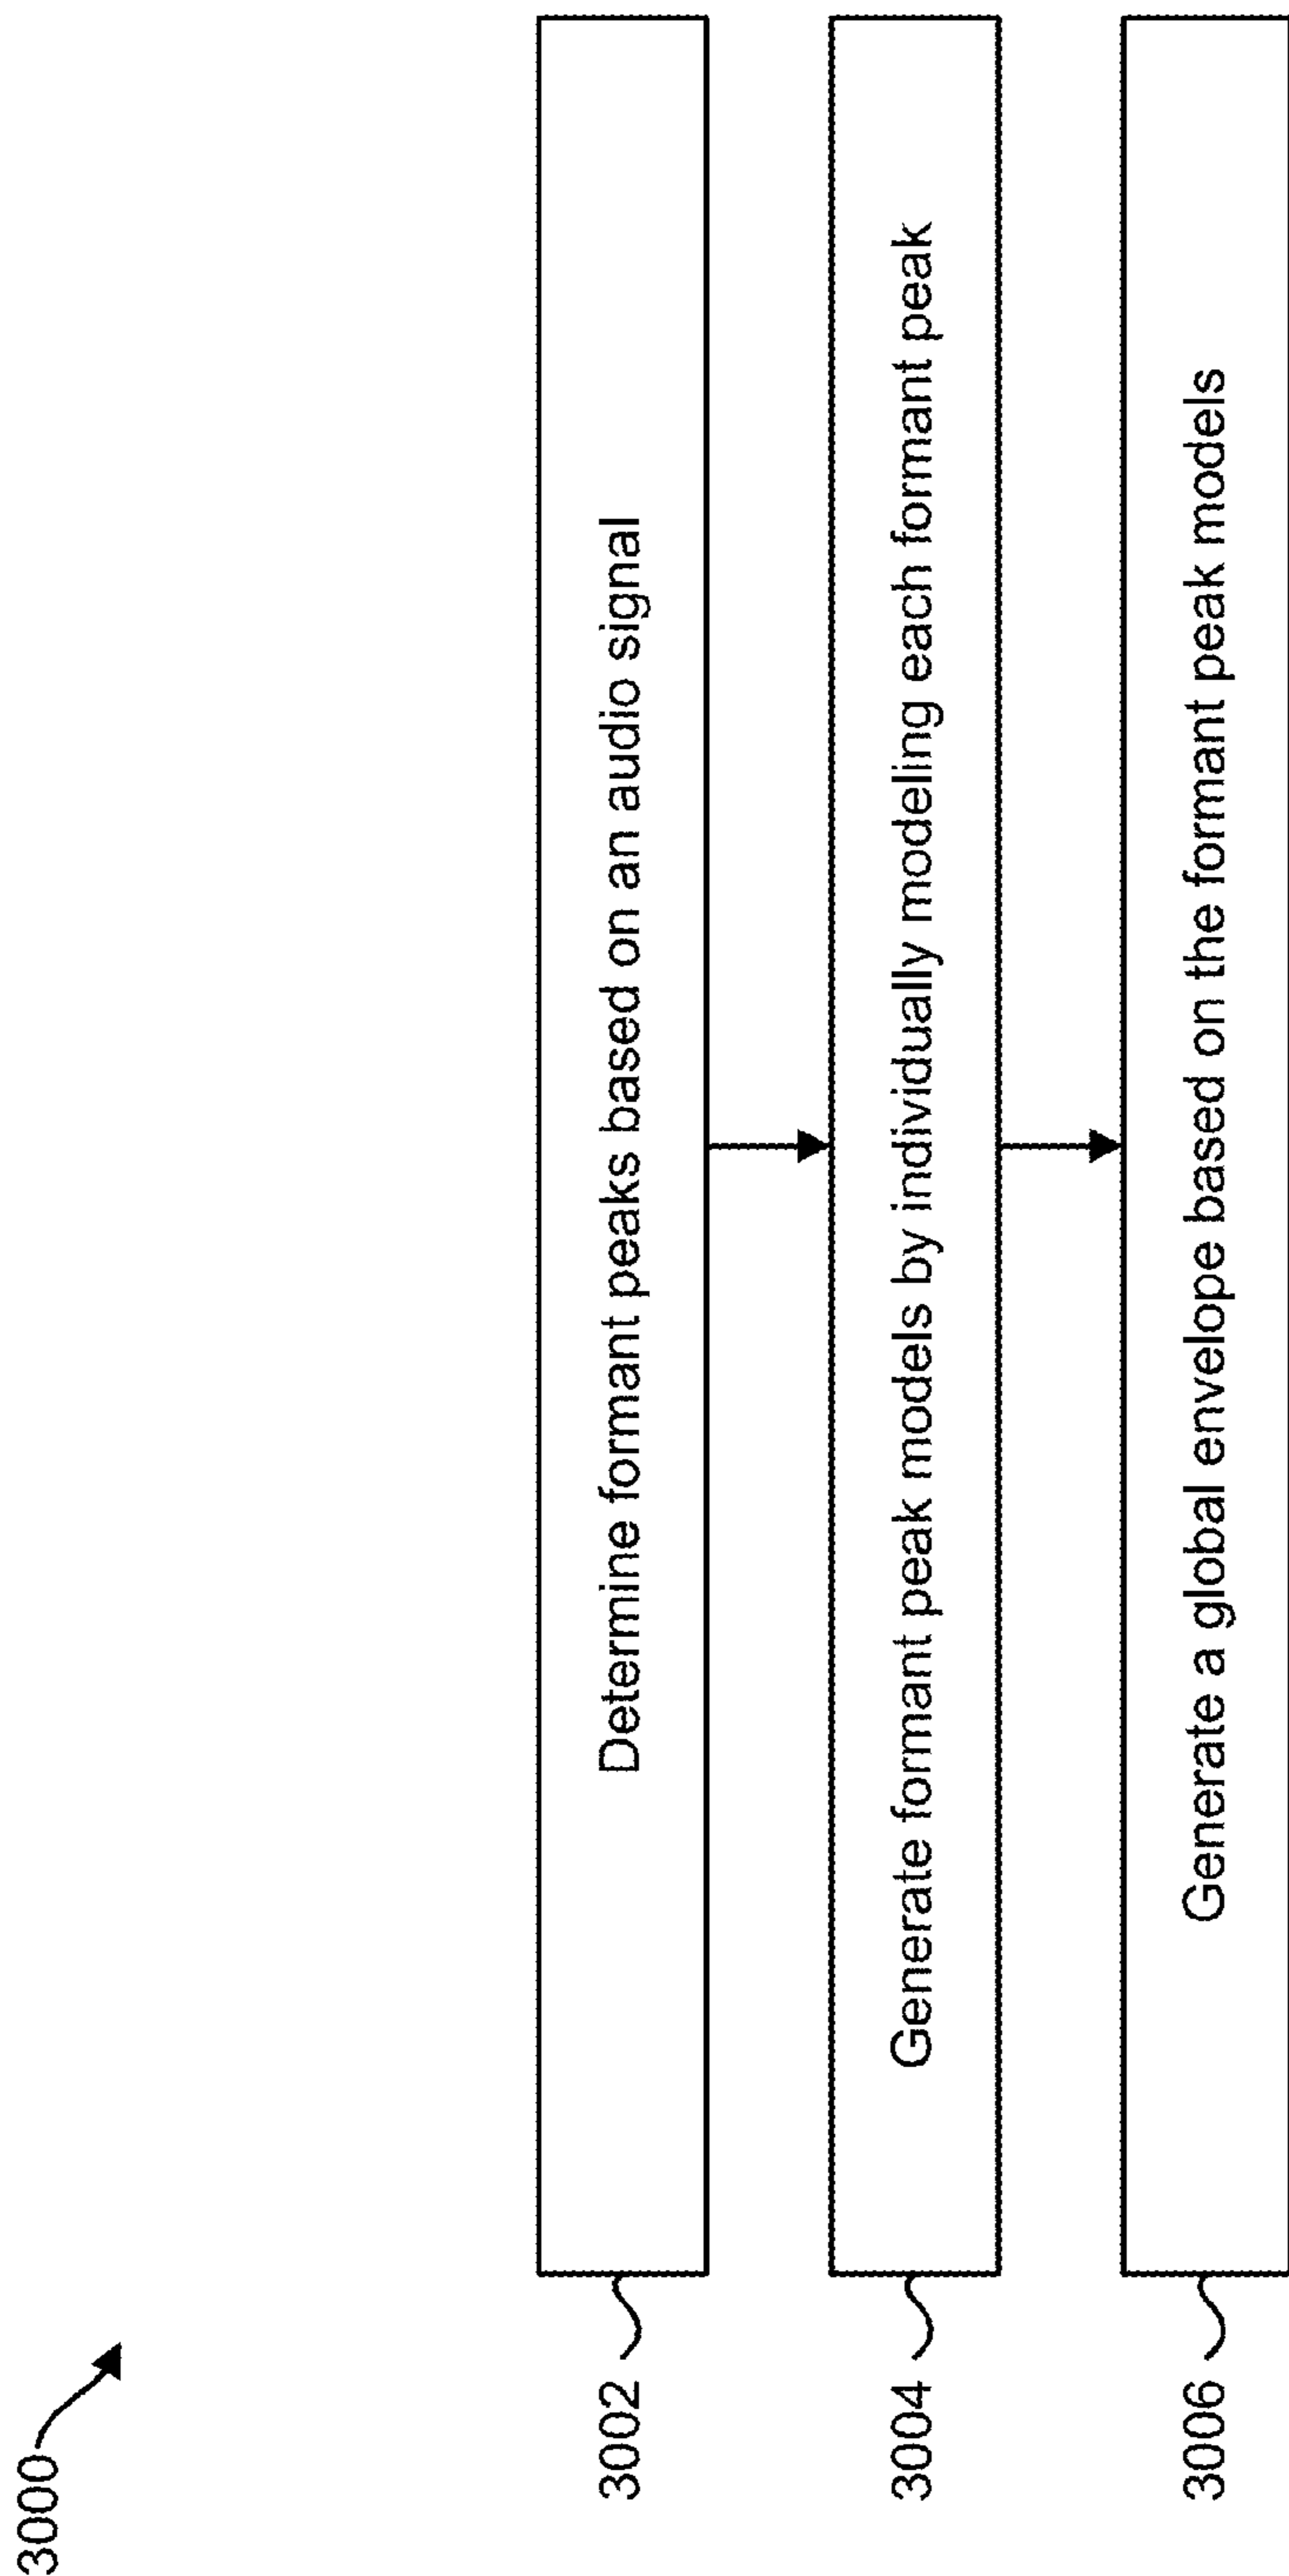 3000
3002
Determine formant peaks based on an audio signal
3004
Generate formant peak models by individually modeling each formant peak
3006
Generate a global envelope based on the formant peak models